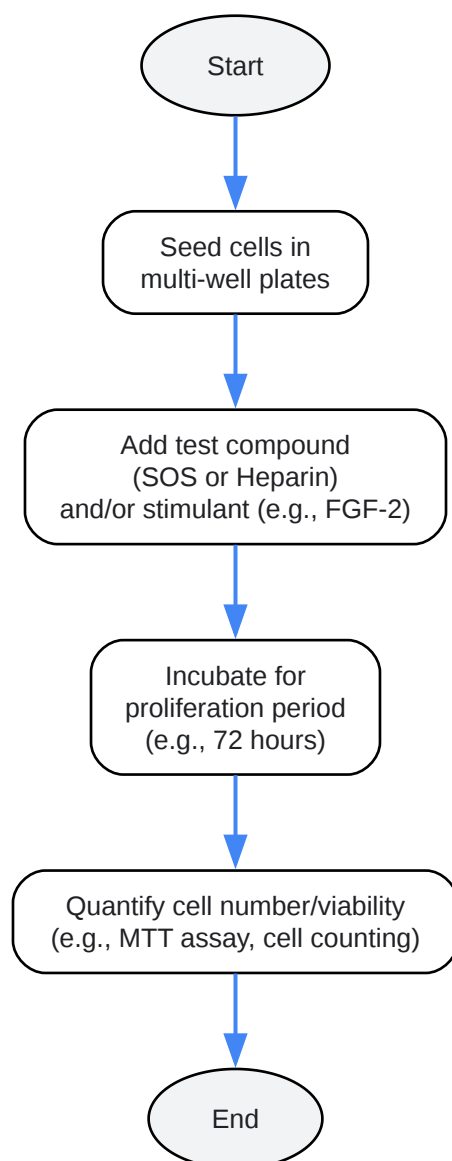 Start
Seed cells in
multi-well plates
Add test compound
(SOS or Heparin)
and/or stimulant (e.g., FGF-2)
Incubate for
proliferation period
(e.g., 72 hours)
Quantify cell number/viability
(e.g., MTT assay, cell counting)
End